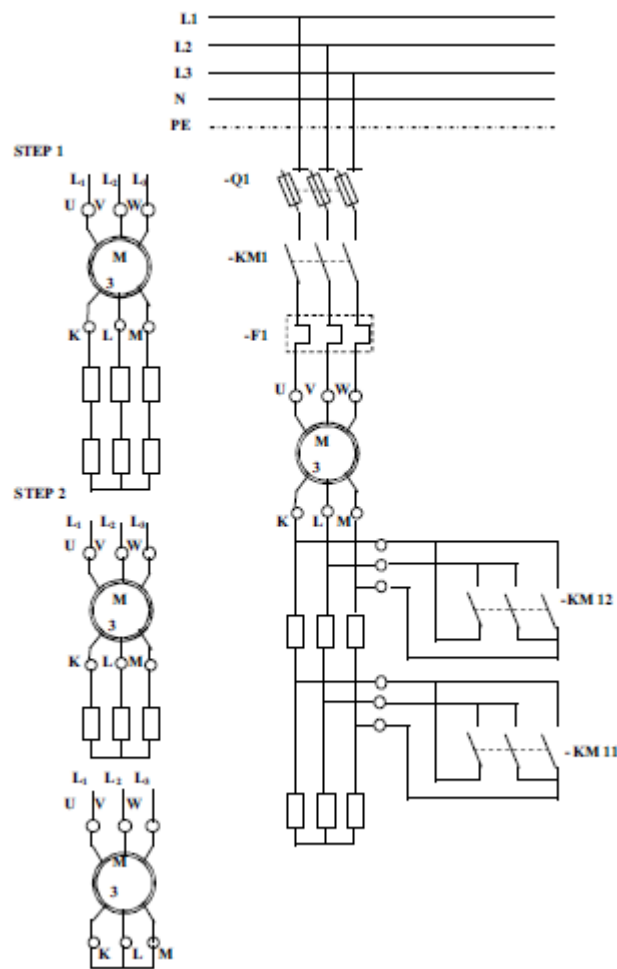 L1
L2
L3
N
PE
STEP 1
L1 L2 L3
U V W
M
3
K L M
-Q1
-KM1
-F1
U V W
M
3
K L M
-KM 12
-KM 11
STEP 2
L1 L2 L3
U V W
M
3
K L M
L1 L2 L3
U V W
M
3
K L M